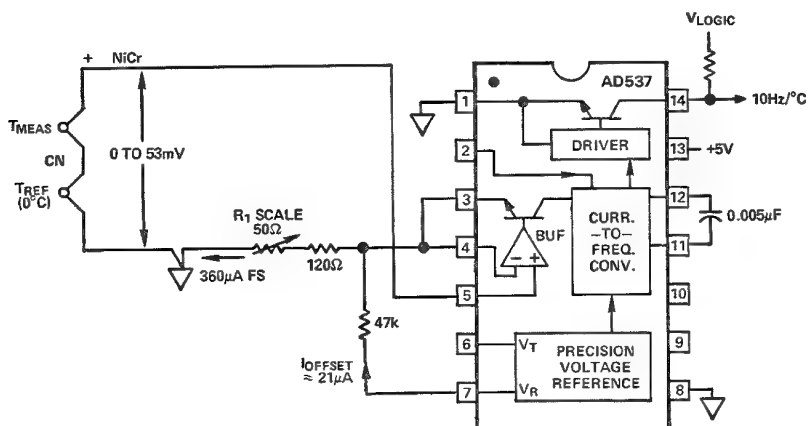 VLOGIC
+ NiCr
AD537
1
14
10Hz/°C
TMEAS
0 TO 53mV
DRIVER
2
13
+5V
CN
TREF
(0°C)
3
12
R1 SCALE
50Ω
BUF
CURR.
-TO-
FREQ.
CONV.
0.005µF
4
11
360µA FS
120Ω
- +
5
10
47k
6
VT
PRECISION
VOLTAGE
REFERENCE
9
IOFFSET
≈ 21µA
7
VR
8